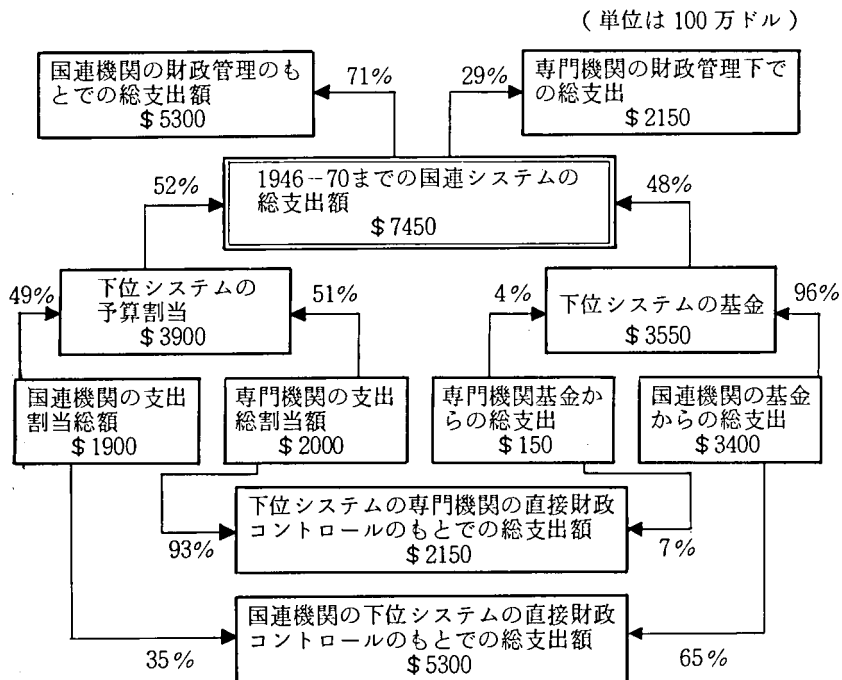 （単位は 100 万ドル）
国連機関の財政管理のも
とでの総支出額
＄5300
71%
29%
専門機関の財政管理下で
の総支出
＄2150
52%
1946－70までの国連システムの
総支出額
＄7450
48%
49%
下位システムの
予算割当
＄3900
51%
4%
下位システムの基金
＄3550
96%
国連機関の支出
割当総額
＄1900
専門機関の支出
総割当額
＄2000
専門機関基金か
らの総支出
＄150
国連機関の基金
からの総支出
＄3400
下位システムの専門機関の直接財政
コントロールのもとでの総支出額
＄2150
93%
7%
国連機関の下位システムの直接財政
コントロールのもとでの総支出額
＄5300
35%
65%